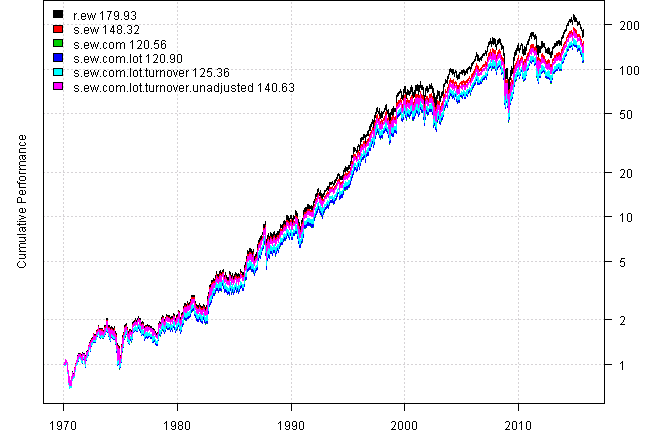 r.ew 179.93
s.ew 148.32
s.ew.com 120.56
s.ew.com.lot 120.90
s.ew.com.lot.turnover 125.36
s.ew.com.lot.turnover.unadjusted 140.63
Cumulative Performance
200
100
50
20
10
5
2
1
1970 1980 1990 2000 2010